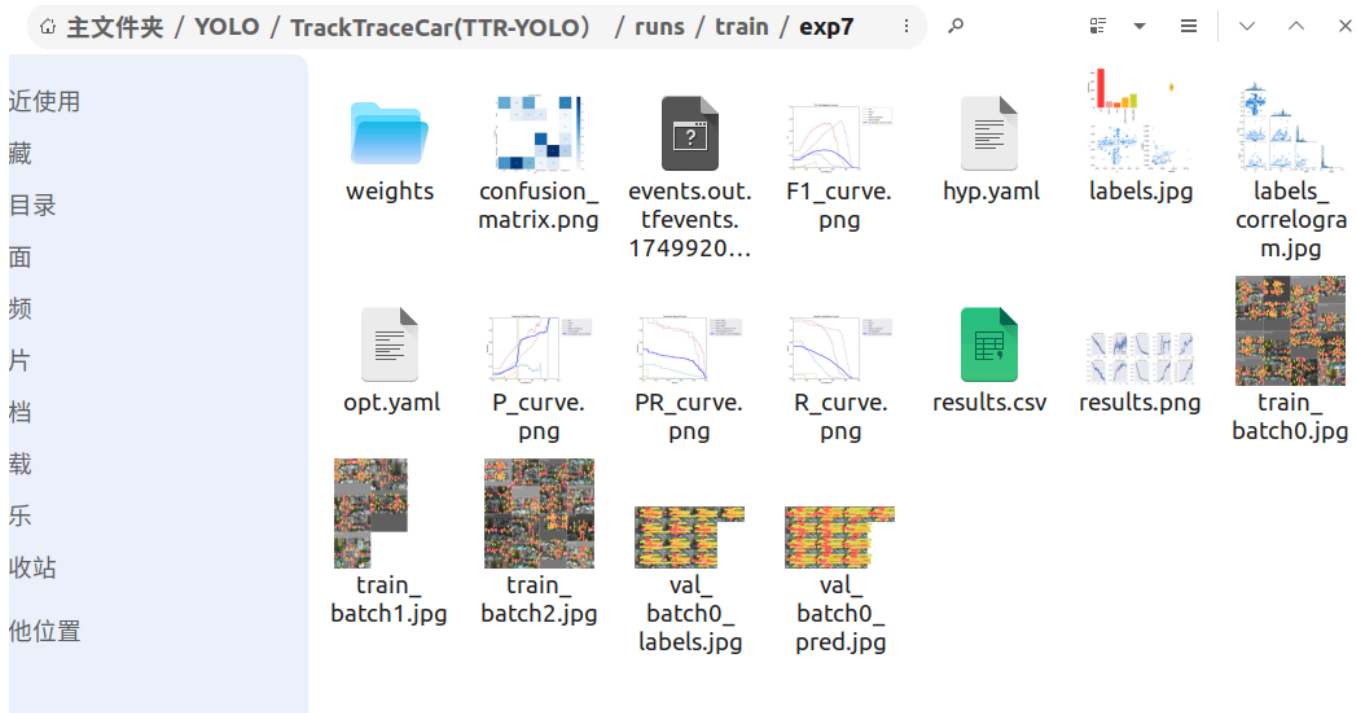 主文件夹 / YOLO / TrackTraceCar(TTR-YOLO） / runs / train / exp7
近使用
藏
目录
面
频
片
档
载
乐
收站
他位置
weights
confusion_
matrix.png
events.out.
tfevents.
1749920...
F1_curve.
png
hyp.yaml
labels.jpg
labels_
correlogra
m.jpg
opt.yaml
P_curve.
png
PR_curve.
png
R_curve.
png
results.csv
results.png
train_
batch0.jpg
train_
batch1.jpg
train_
batch2.jpg
val_
batch0_
labels.jpg
val_
batch0_
pred.jpg